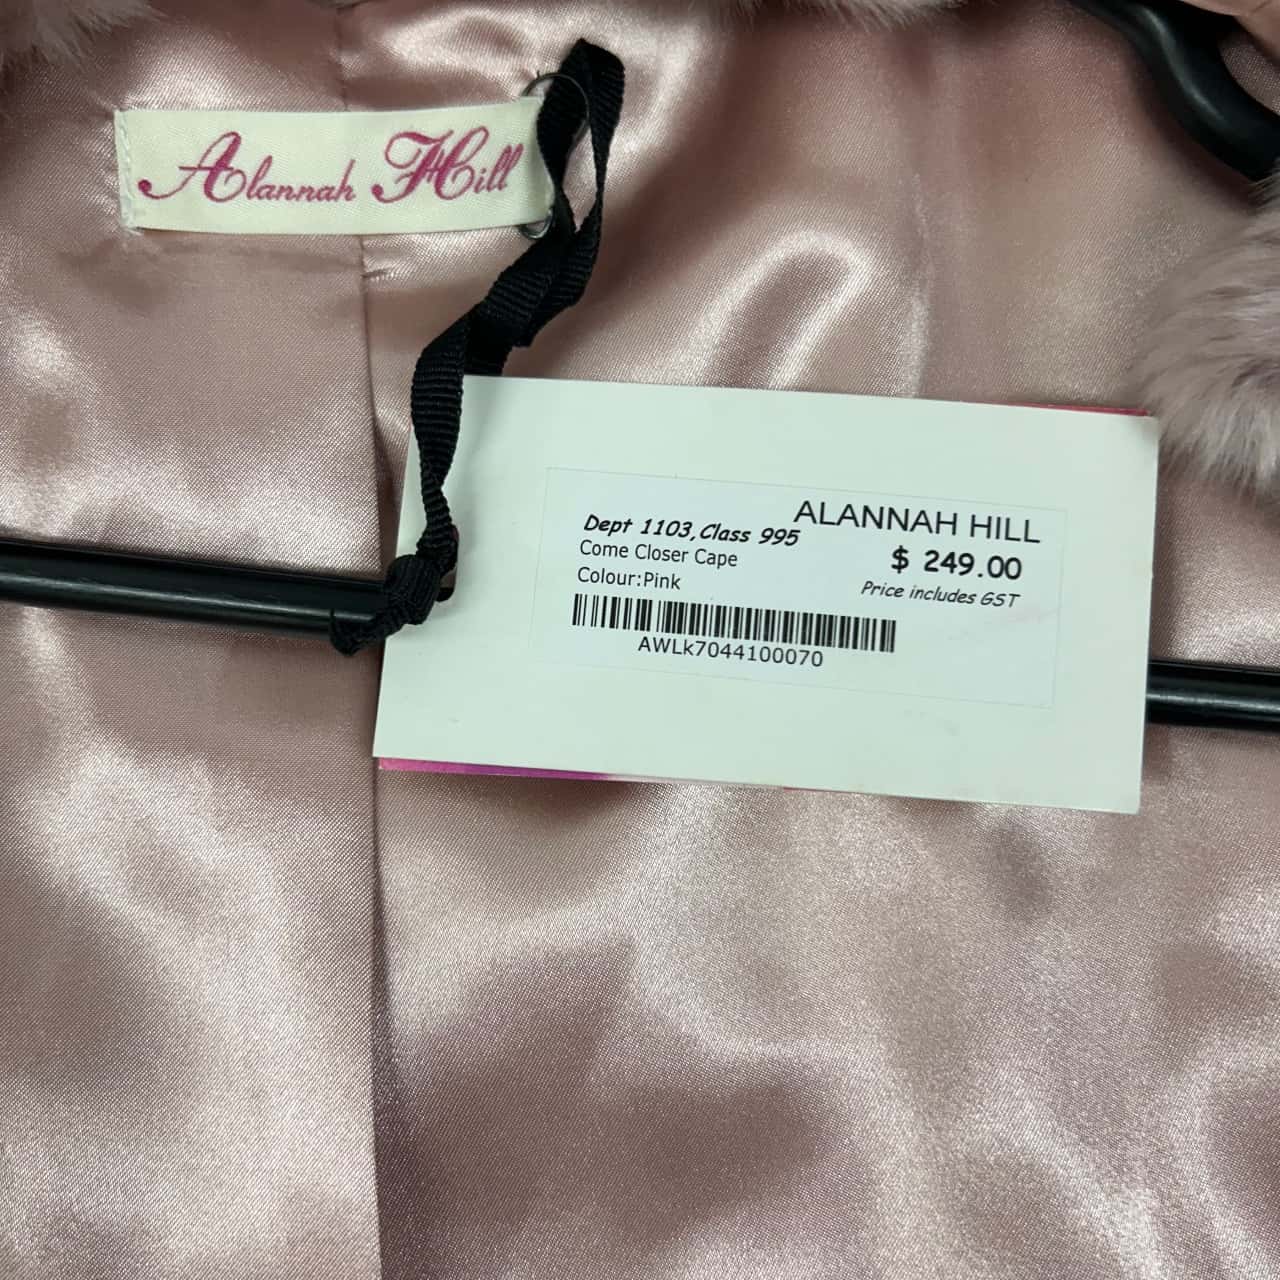 Alannah Hill
ALANNAH HILL
Dept 1103,Class 995
$ 249.00
Come Closer Cape
Colour:Pink
Price includes GST
AWLk7044100070